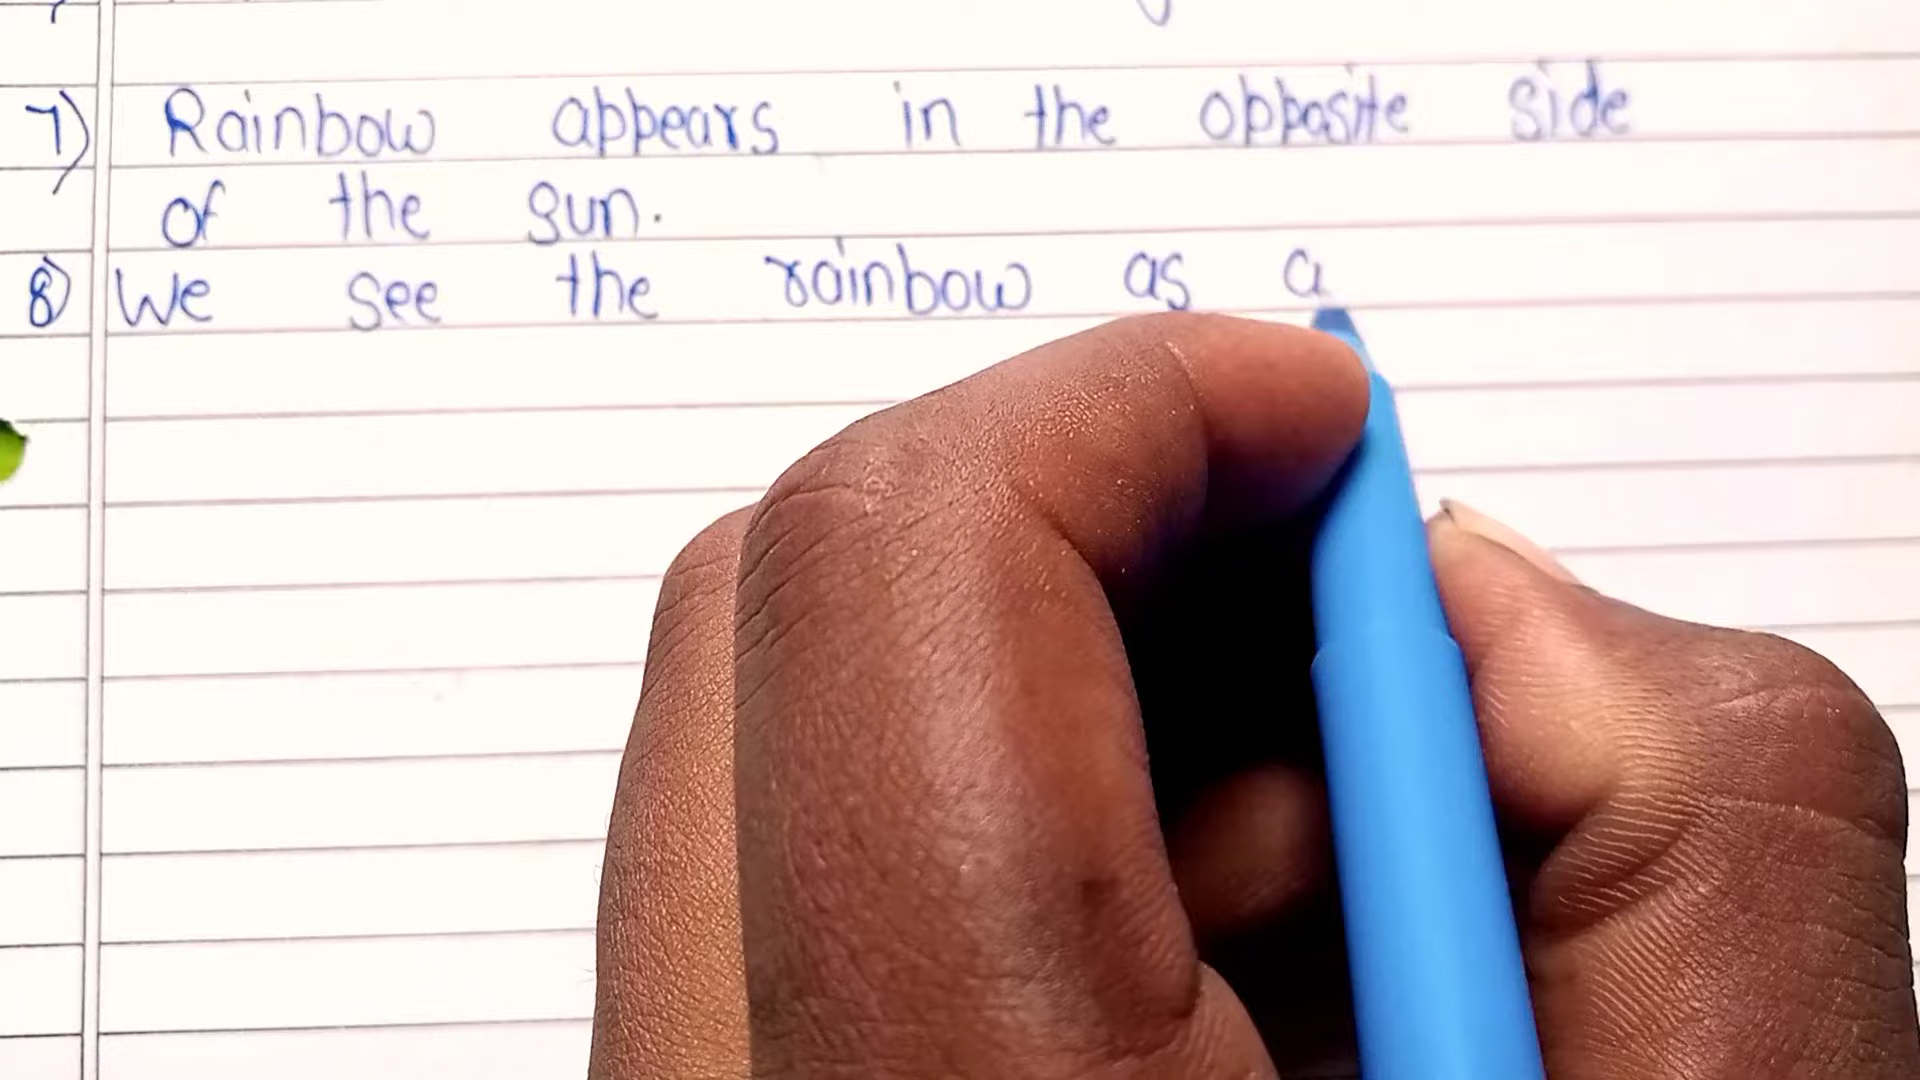 7) Rainbow appears in the opposite side
of the sun.
8) We see the rainbow as a